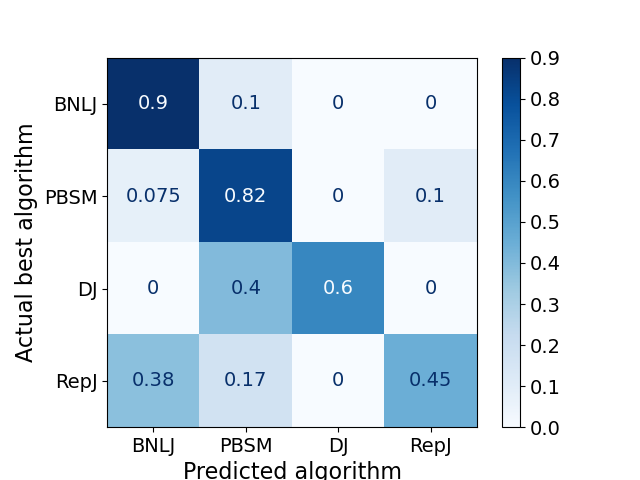 Actual best algorithm
BNLJ 0.9 0.1 0 0
PBSM 0.075 0.82 0 0.1
DJ 0 0.4 0.6 0
RepJ 0.38 0.17 0 0.45
BNLJ PBSM DJ RepJ
Predicted algorithm
0.9
0.8
0.7
0.6
0.5
0.4
0.3
0.2
0.1
0.0